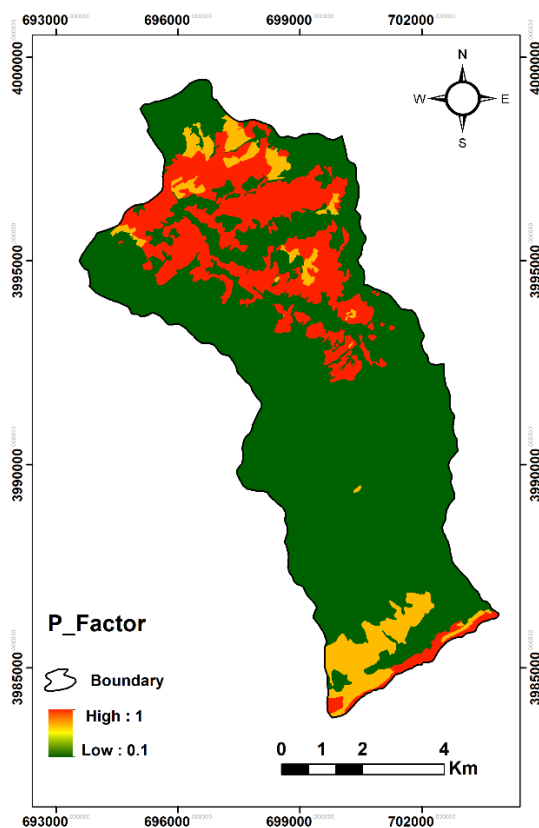 693000 696000 699000 702000
N
W E
S
4000000 4000000
3995000 3995000
3990000 3990000
3985000 3985000
P_Factor
Boundary
High : 1
Low : 0.1
0 1 2 4
Km
693000 696000 699000 702000